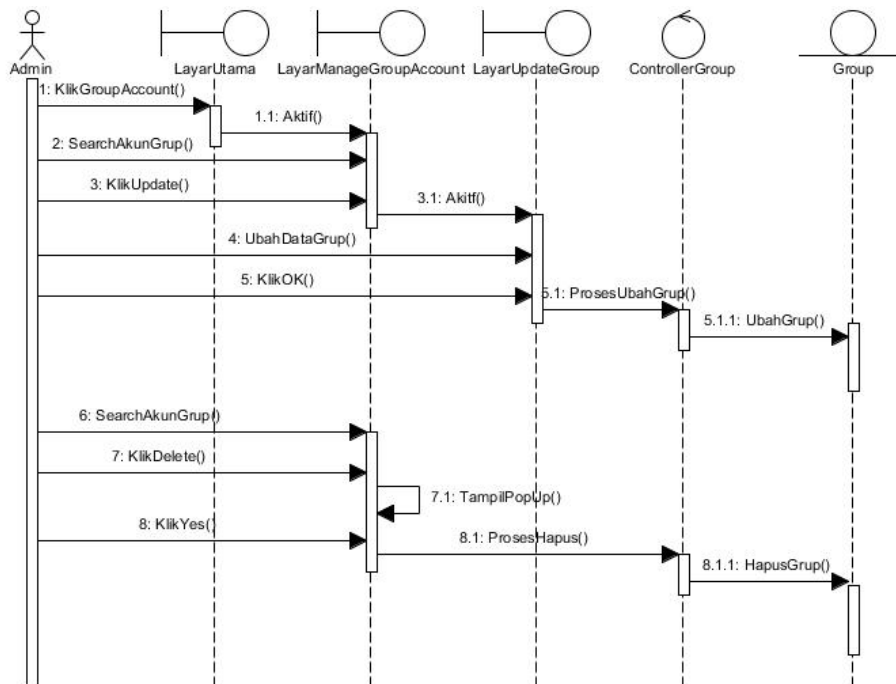 Admin
LayarUtama
LayarManageGroupAccount
LayarUpdateGroup
ControllerGroup
Group
1: KlikGroupAccount()
1.1: Aktif()
2: SearchAkunGrup()
3: KlikUpdate()
3.1: Akitf()
4: UbahDataGrup()
5: KlikOK()
5.1: ProsesUbahGrup()
5.1.1: UbahGrup()
6: SearchAkunGrup()
7: KlikDelete()
7.1: TampilPopUp()
8: KlikYes()
8.1: ProsesHapus()
8.1.1: HapusGrup()